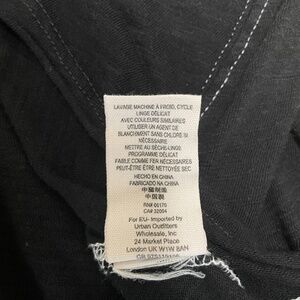 LAVAGE MACHINE À FROID, CYCLE
LINGE DÉLICAT
AVEC COULEURS SIMILAIRES
UTILISER UN AGENT DE
BLANCHIMENT SANS CHLORE, SI
NÉCESSAIRE
METTRE AU SÈCHE-LINGE,
PROGRAMME DÉLICAT
FAIBLE COMME FER NÉCESSAIRES
PEUT-ÊTRE ÊTRE NETTOYÉE SEC
HECHO EN CHINA
FABRICADO NA CHINA
中國製造
中国製
RN# 66170
CA# 32004
For EU- Imported by
Urban Outfitters
Wholesale, Inc
24 Market Place
London UK W1W 8AN